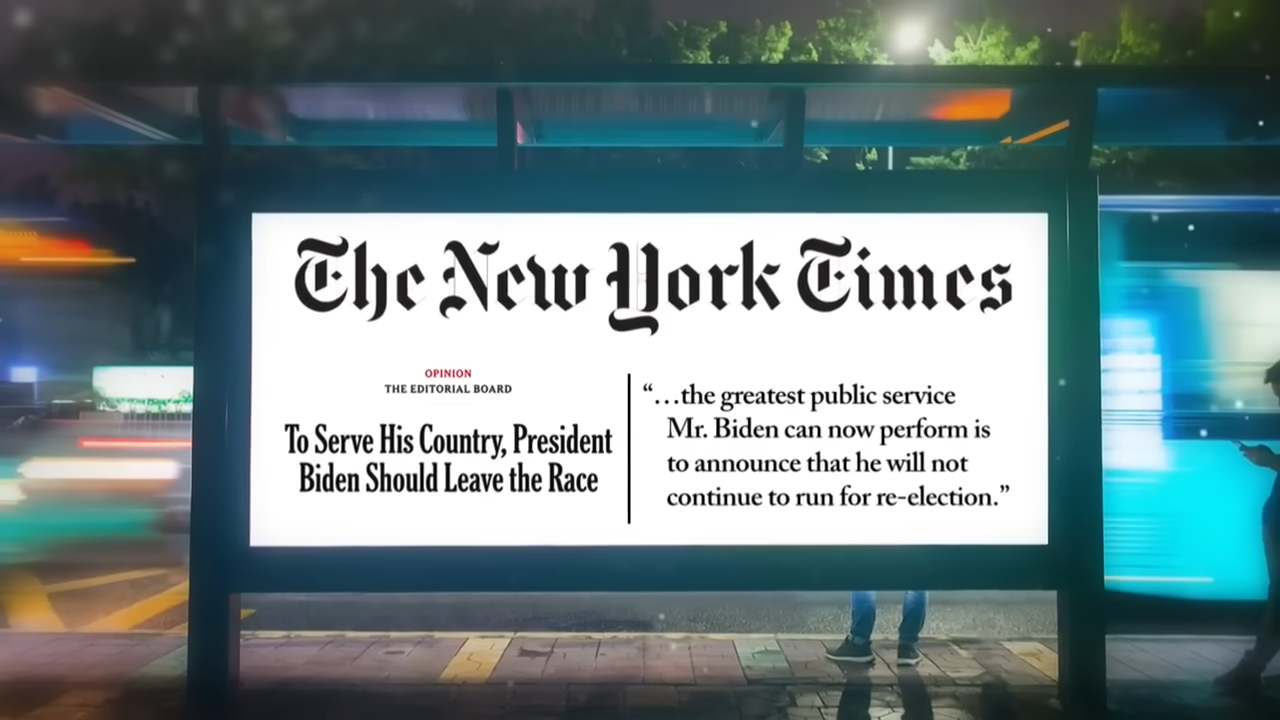 The New York Times
OPINION
THE EDITORIAL BOARD
To Serve His Country, President
Biden Should Leave the Race
“…the greatest public service
Mr. Biden can now perform is
to announce that he will not
continue to run for re-election.”